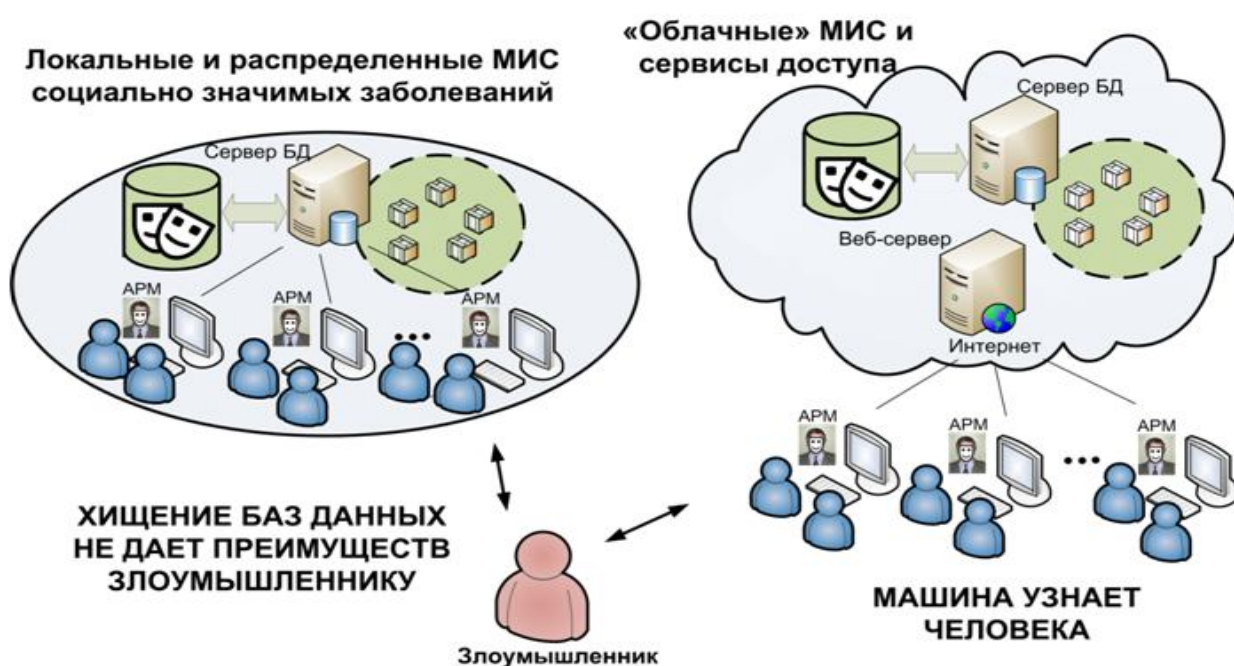 Локальные и распределенные МИС
социально значимых заболеваний
Сервер БД
АРМ
АРМ
АРМ
...
ХИЩЕНИЕ БАЗ ДАННЫХ
НЕ ДАЕТ ПРЕИМУЩЕСТВ
ЗЛОУМЫШЛЕННИКУ
Злоумышленник
«Облачные» МИС и
сервисы доступа
Сервер БД
Веб-сервер
Интернет
АРМ
АРМ
АРМ
...
МАШИНА УЗНАЕТ
ЧЕЛОВЕКА